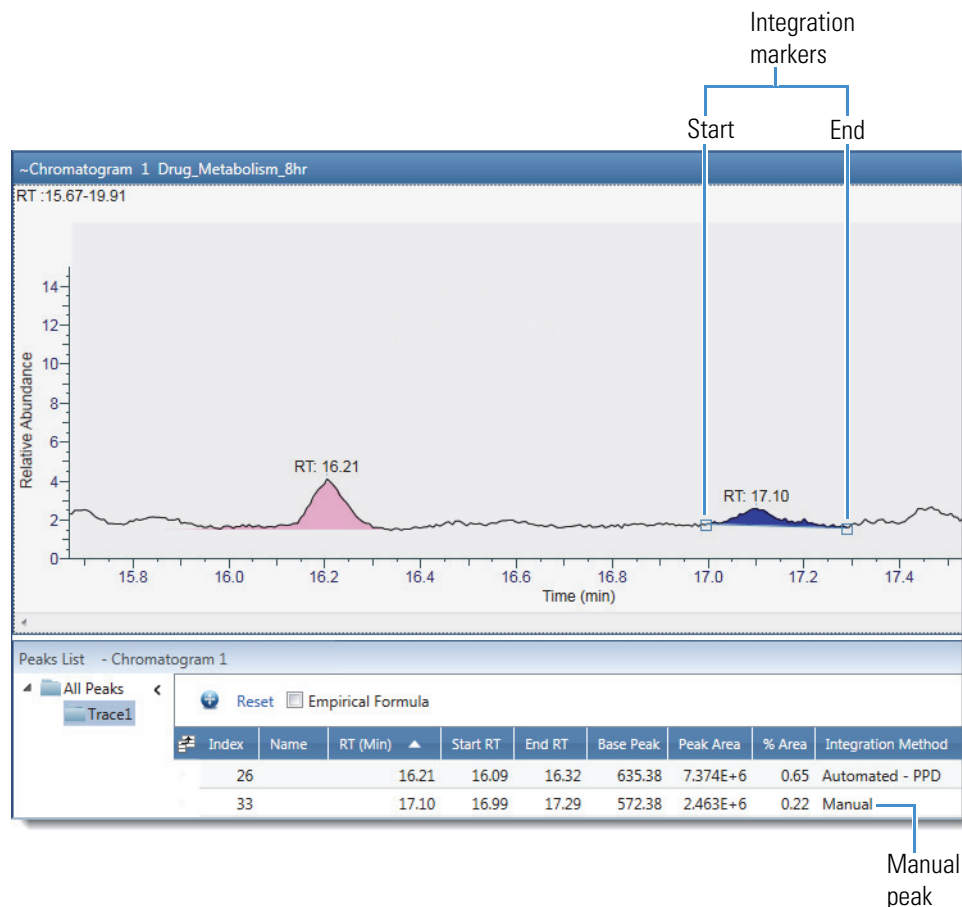 Integration
markers
Start End
~Chromatogram 1 Drug_Metabolism_8hr
RT :15.67-19.91
14
12
10
8
6
4
2
0
Relative Abundance
RT: 16.21
RT: 17.10
15.8 16.0 16.2 16.4 16.6 16.8 17.0 17.2 17.4
Time (min)
Peaks List - Chromatogram 1
All Peaks
Trace1
Reset Empirical Formula
Index Name RT (Min) Start RT End RT Base Peak Peak Area % Area Integration Method
26 16.21 16.09 16.32 635.38 7.374E+6 0.65 Automated - PPD
33 17.10 16.99 17.29 572.38 2.463E+6 0.22 Manual
Manual
peak